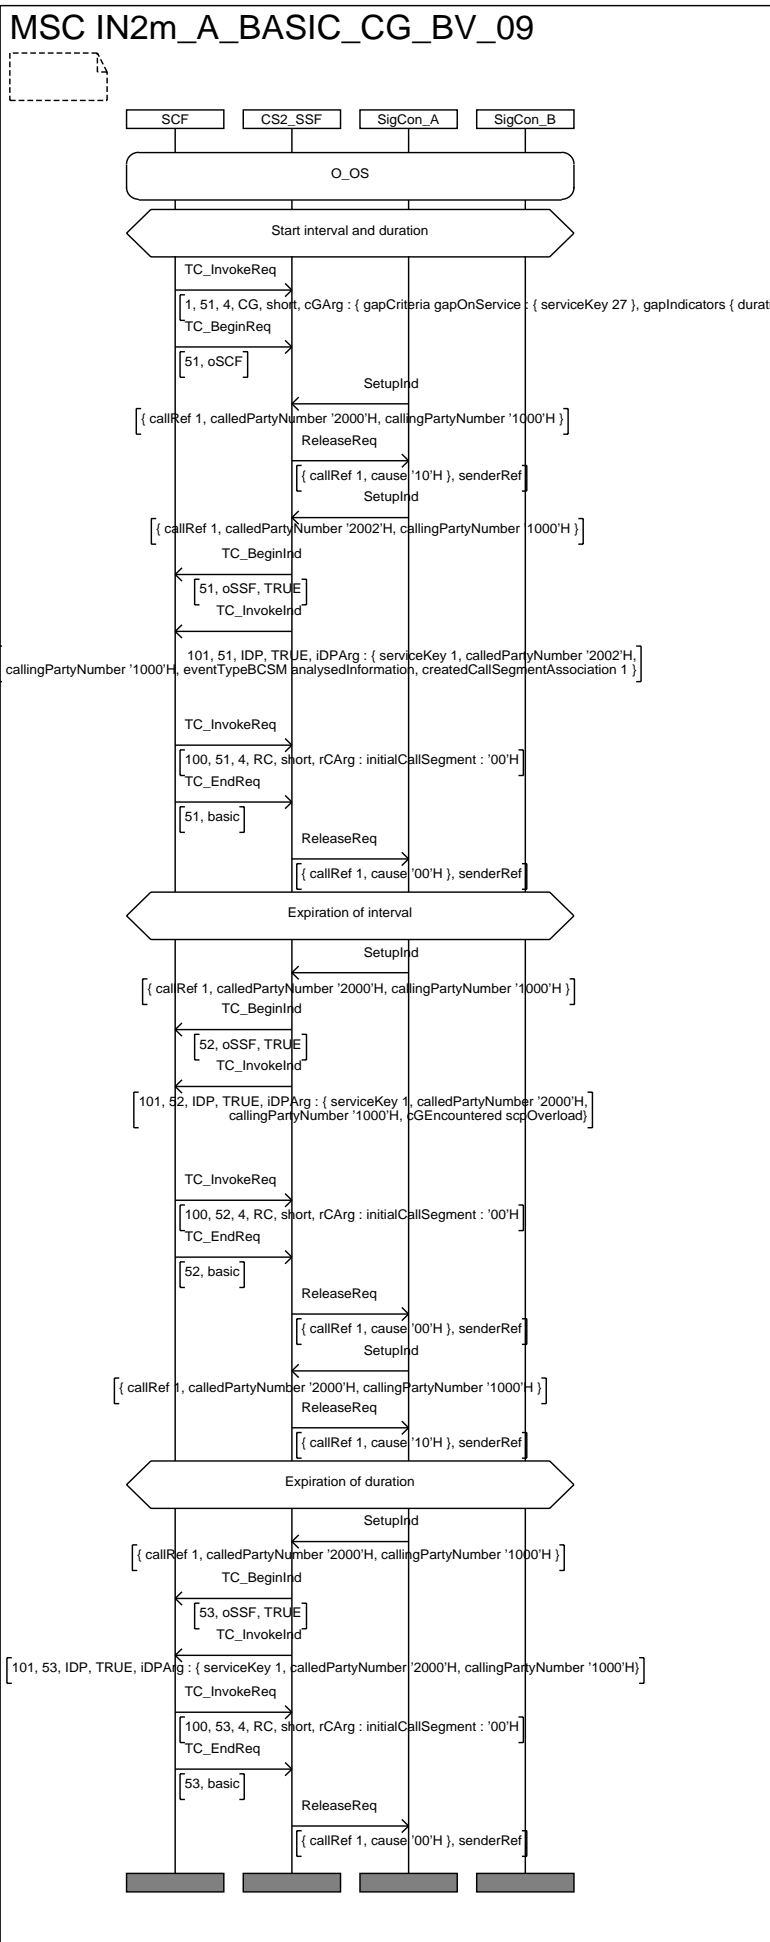 MSC IN2m_A_BASIC_CG_BV_09
SCF CS2_SSF SigCon_A SigCon_B
O_OS
Start interval and duration
TC_InvokeReq
1, 51, 4, CG, short, cGArg : { gapCriteria gapOnService : { serviceKey 27 }, gapIndicators { durat
TC_BeginReq
51, oSCF
SetupInd
{ callRef 1, calledPartyNumber '2000'H, callingPartyNumber '1000'H }
ReleaseReq
{ callRef 1, cause '10'H }, senderRef
SetupInd
{ callRef 1, calledPartyNumber '2002'H, callingPartyNumber '1000'H }
TC_BeginInd
51, oSSF, TRUE
TC_InvokeInd
101, 51, IDP, TRUE, iDPArg : { serviceKey 1, calledPartyNumber '2002'H,
callingPartyNumber '1000'H, eventTypeBCSM analysedInformation, createdCallSegmentAssociation 1 }
TC_InvokeReq
100, 51, 4, RC, short, rCArg : initialCallSegment : '00'H
TC_EndReq
51, basic
ReleaseReq
{ callRef 1, cause '00'H }, senderRef
Expiration of interval
SetupInd
{ callRef 1, calledPartyNumber '2000'H, callingPartyNumber '1000'H }
TC_BeginInd
52, oSSF, TRUE
TC_InvokeInd
101, 52, IDP, TRUE, iDPArg : { serviceKey 1, calledPartyNumber '2000'H,
callingPartyNumber '1000'H, cGEncountered scpOverload}
TC_InvokeReq
100, 52, 4, RC, short, rCArg : initialCallSegment : '00'H
TC_EndReq
52, basic
ReleaseReq
{ callRef 1, cause '00'H }, senderRef
SetupInd
{ callRef 1, calledPartyNumber '2000'H, callingPartyNumber '1000'H }
ReleaseReq
{ callRef 1, cause '10'H }, senderRef
Expiration of duration
SetupInd
{ callRef 1, calledPartyNumber '2000'H, callingPartyNumber '1000'H }
TC_BeginInd
53, oSSF, TRUE
TC_InvokeInd
101, 53, IDP, TRUE, iDPArg : { serviceKey 1, calledPartyNumber '2000'H, callingPartyNumber '1000'H}
TC_InvokeReq
100, 53, 4, RC, short, rCArg : initialCallSegment : '00'H
TC_EndReq
53, basic
ReleaseReq
{ callRef 1, cause '00'H }, senderRef